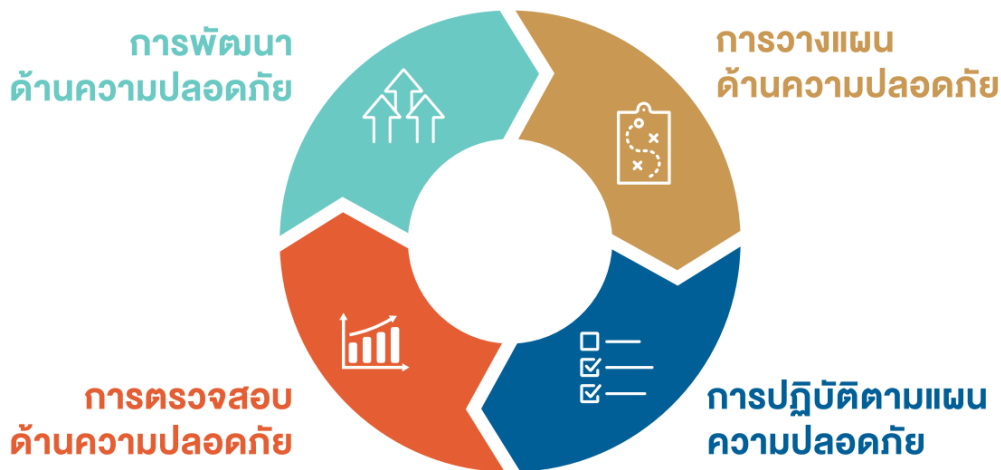 การพัฒนา
ด้านความปลอดภัย
การวางแผน
ด้านความปลอดภัย
การตรวจสอบ
ด้านความปลอดภัย
การปฏิบัติตามแผน
ความปลอดภัย